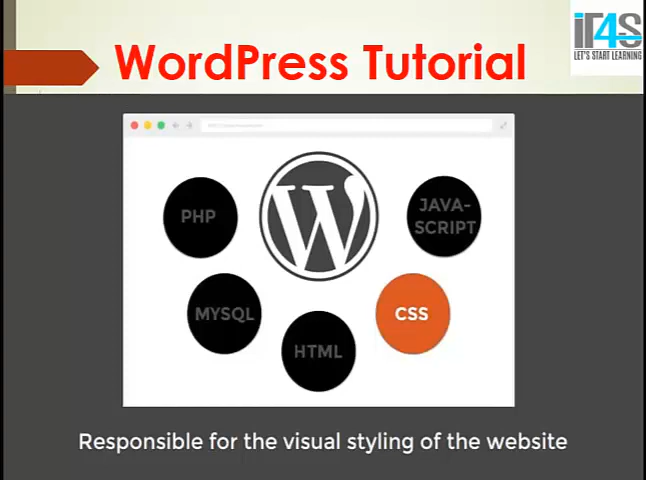 WordPress Tutorial
iT4S
LET'S START LEARNING
PHP
JAVA-
SCRIPT
MYSQL
CSS
HTML
Responsible for the visual styling of the website